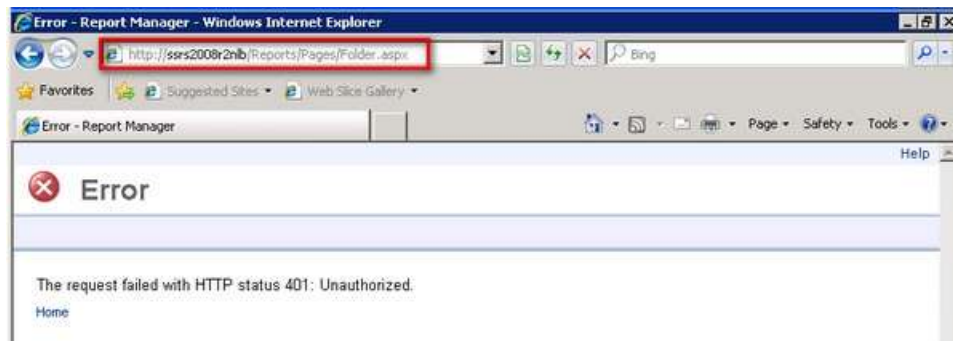 Error - Report Manager - Windows Internet Explorer
http://ssrs2008r2nlb/Reports/Pages/Folder.aspx
Bing
Favorites Suggested Sites Web Slice Gallery
Error - Report Manager Page Safety Tools
Help
Error
The request failed with HTTP status 401: Unauthorized.
Home